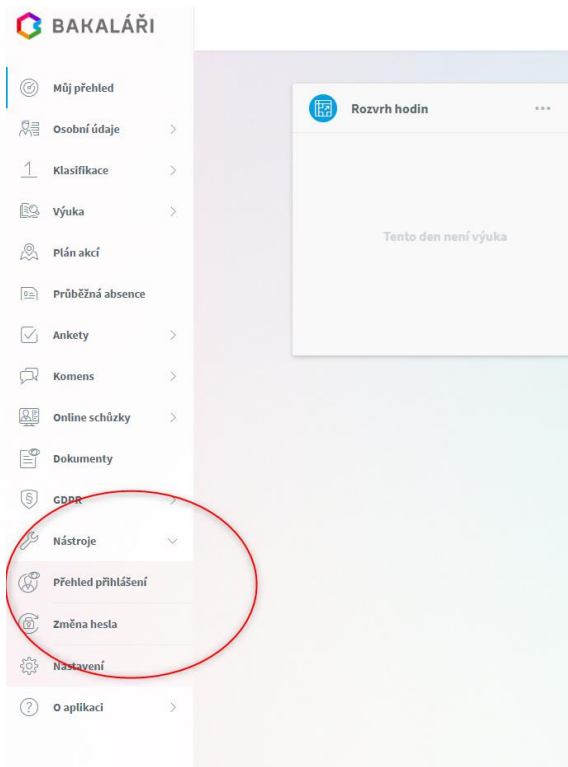 BAKALÁŘI
Můj přehled
Osobní údaje
Klasifikace
Výuka
Plán akcí
Průběžná absence
Ankety
Komens
Online schůzky
Dokumenty
GDPR
Nástroje
Přehled přihlášení
Změna hesla
Nastavení
O aplikaci
Rozvrh hodin
Tento den není výuka